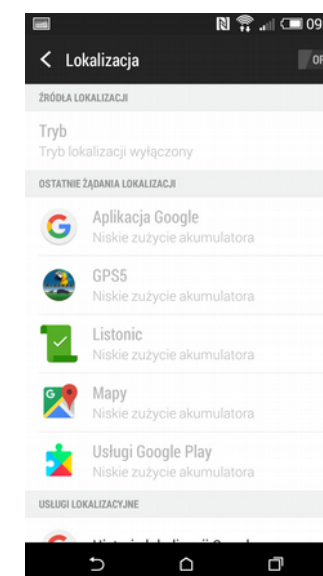 09
Lokalizacja
ŹRÓDŁA LOKALIZACJI
Tryb
Tryb lokalizacji wyłączony
OSTATNIE ŻĄDANIA LOKALIZACJI
Aplikacja Google
Niskie zużycie akumulatora
GPS5
Niskie zużycie akumulatora
Listonic
Niskie zużycie akumulatora
Mapy
Niskie zużycie akumulatora
Usługi Google Play
Niskie zużycie akumulatora
USŁUGI LOKALIZACYJNE